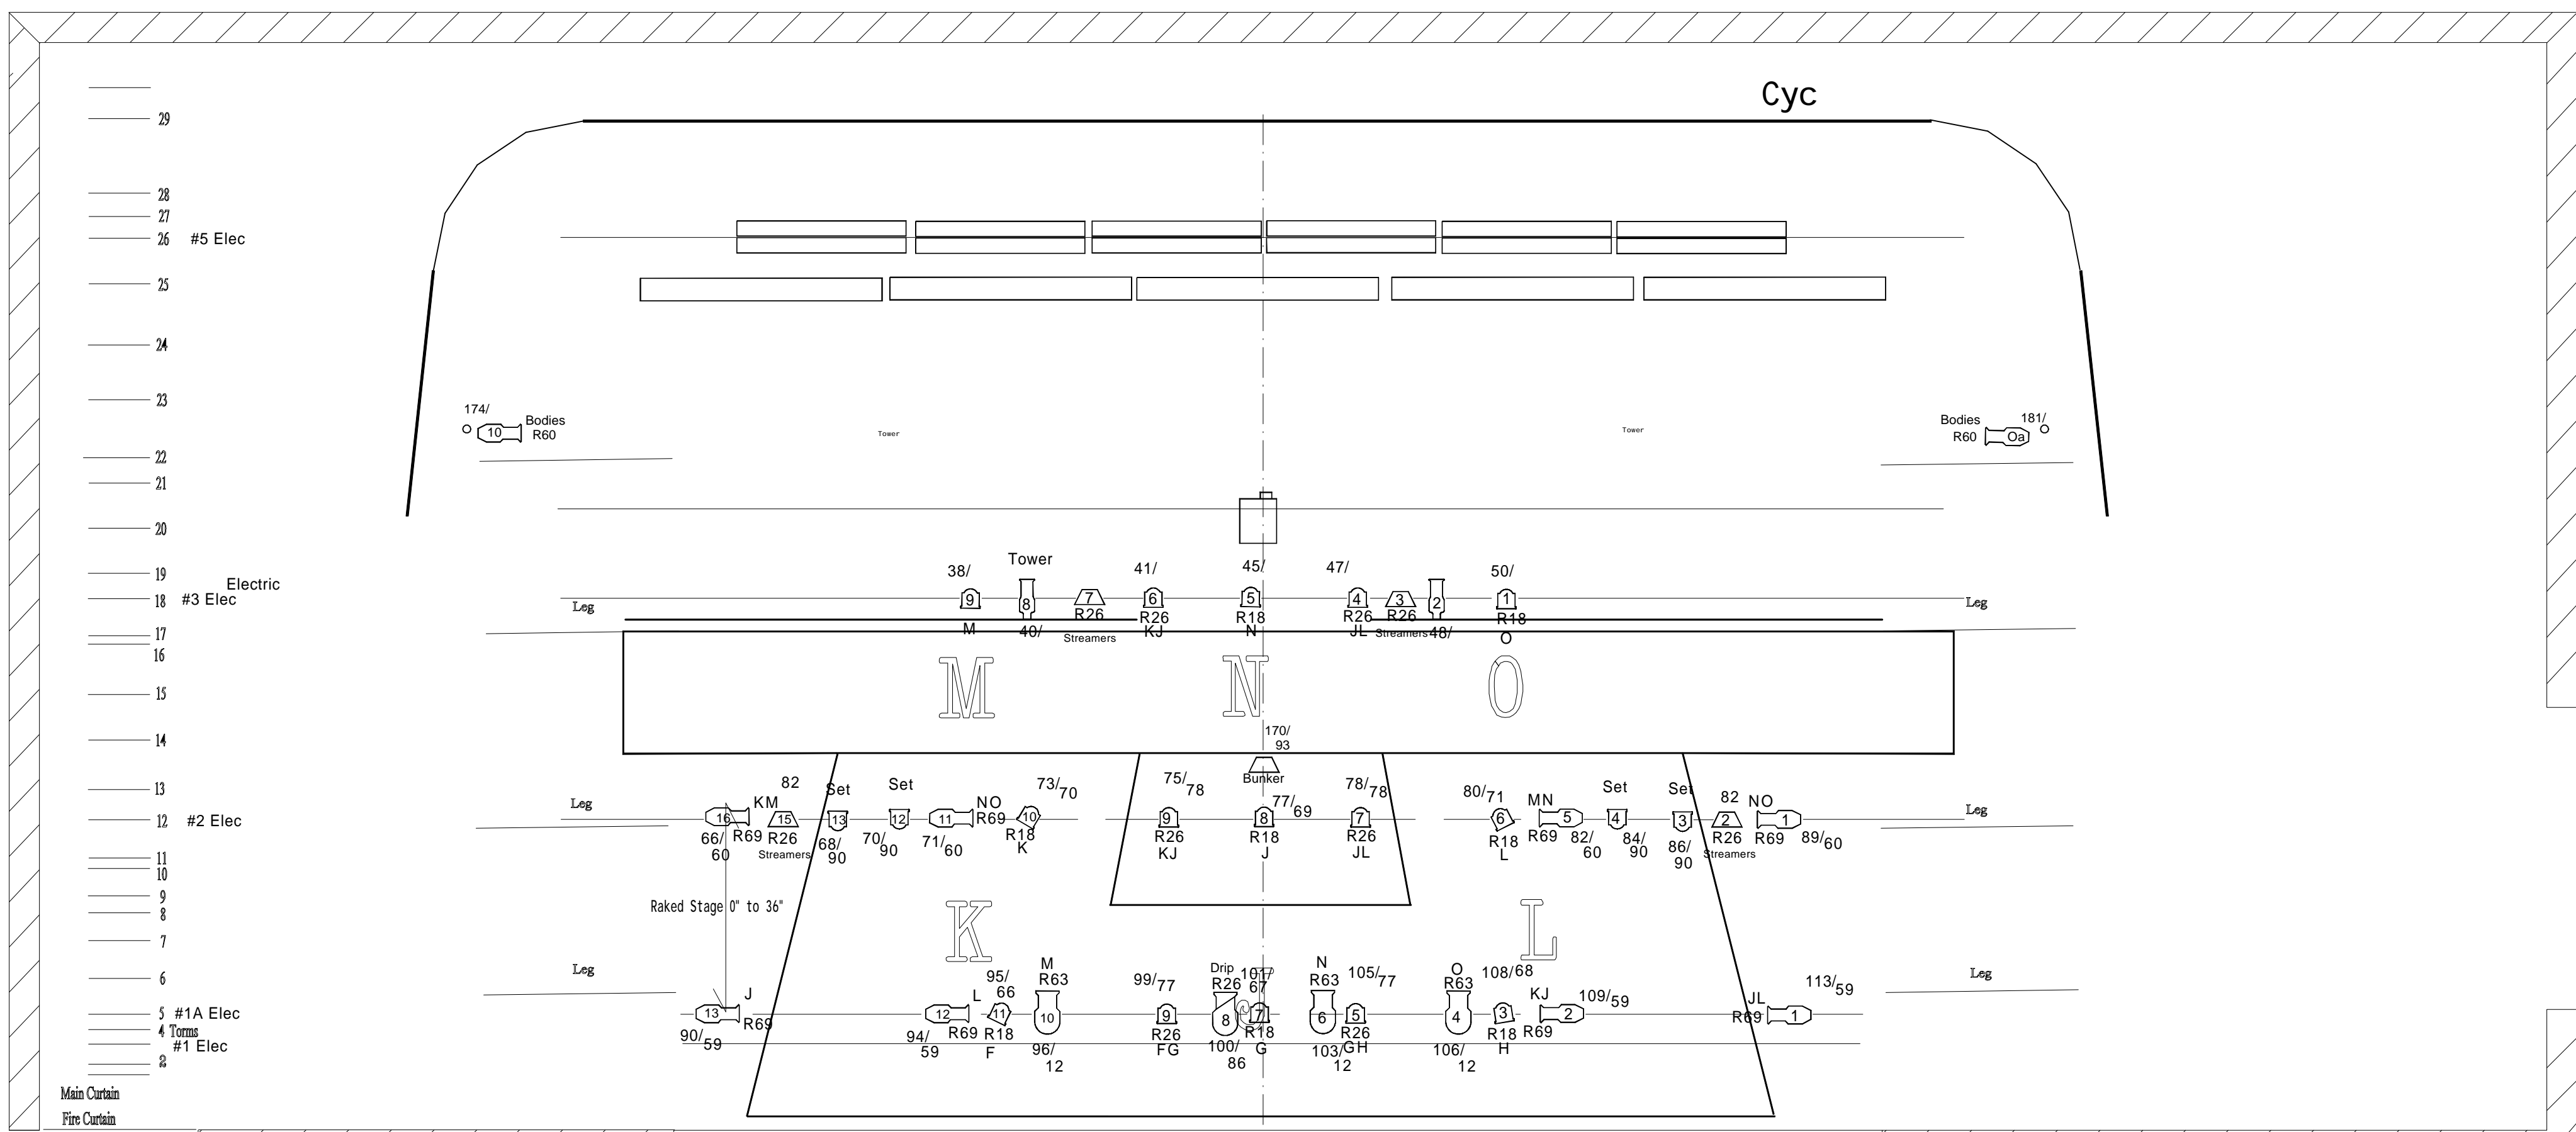 Cyc
29
28
27
26 #5 Elec
25
24
23
174/
10
Bodies
R60
Tower
Tower
Bodies
R60
Oa
181/
22
21
20
19
Electric
18 #3 Elec
Leg
Leg
38/
Tower
41/
45/
47/
50/
9
8
7
6
5
4
3
2
1
R26
R26
R18
R26
R26
R18
M
40/
Streamers
KJ
N
JL
Streamers
48/
O
17
16
15
M
N
O
14
170/
93
Bunker
13
12 #2 Elec
Leg
Leg
KM
82
Set
Set
NO
73/70
75/78
77/69
78/78
80/71
MN
Set
Set
82
NO
16
15
13
12
11
10
9
8
7
6
5
4
3
2
1
R69
R26
R69
R18
R26
R18
R26
R18
R69
R26
R69
66/60
Streamers
68/90
70/90
71/60
K
KJ
J
JL
L
82/60
84/90
86/90
Streamers
89/60
11
10
9
8
7
6
Raked Stage 0" to 36"
K
L
Leg
Leg
5 #1A Elec
4 Torms
#1 Elec
2
J
L
95/66
M
R63
99/77
Drip
R26
101/67
N
R63
105/77
O
R63
108/68
KJ
109/59
JL
113/59
13
12
11
10
9
8
7
6
5
4
3
2
1
R69
R69
R18
R26
R18
R26
R18
R69
R69
90/59
94/59
F
96/12
FG
100/86
G
103/12
GH
106/12
H
Main Curtain
Fire Curtain